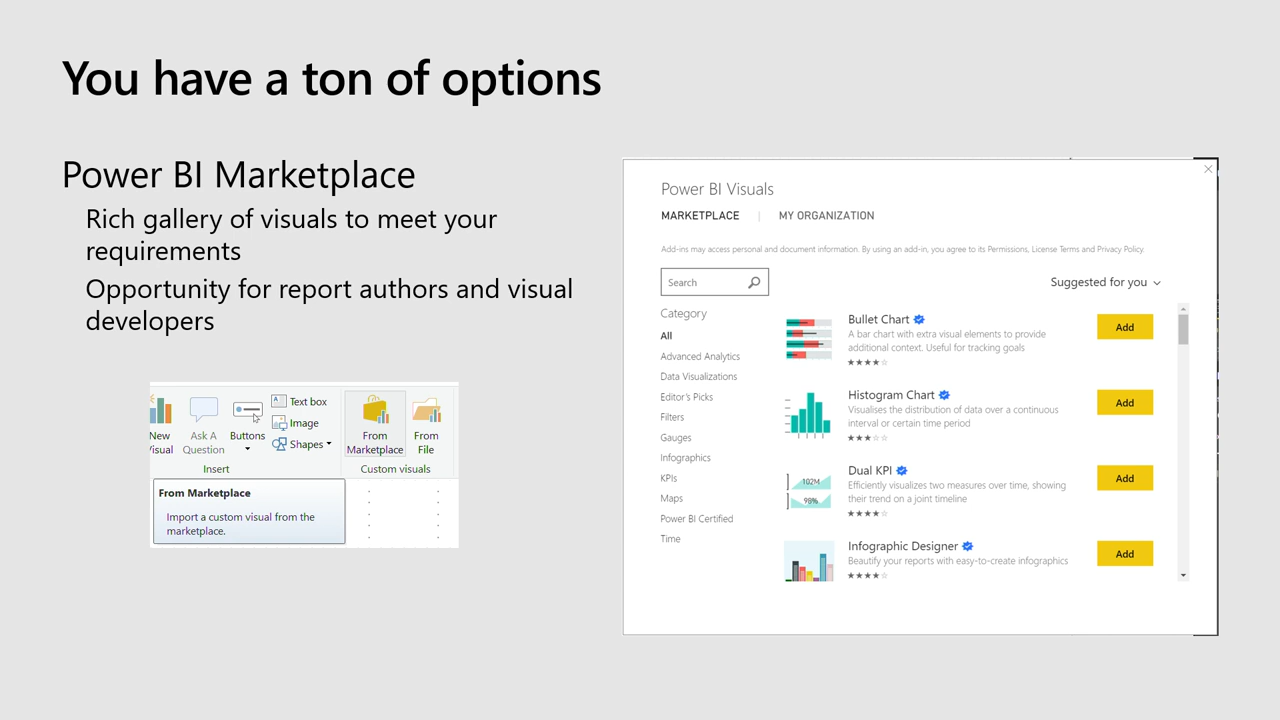 You have a ton of options
Power BI Marketplace
Rich gallery of visuals to meet your
requirements
Opportunity for report authors and visual
developers
New
Visual
Ask A
Question
Buttons
Text box
Image
Shapes
Insert
From
Marketplace
From
File
Custom visuals
From Marketplace
Import a custom visual from the
marketplace.
Power BI Visuals
MARKETPLACE | MY ORGANIZATION
Add-ins may access personal and document information. By using an add-in, you agree to its Permissions, License Terms and Privacy Policy.
Search
Suggested for you
Category
All
Advanced Analytics
Data Visualizations
Editor's Picks
Filters
Gauges
Infographics
KPIs
Maps
Power BI Certified
Time
Bullet Chart
A bar chart with extra visual elements to provide
additional context. Useful for tracking goals
Add
Histogram Chart
Visualises the distribution of data over a continuous
interval or certain time period
Add
102M
98%
Dual KPI
Efficiently visualizes two measures over time, showing
their trend on a joint timeline
Add
Infographic Designer
Beautify your reports with easy-to-create infographics
Add